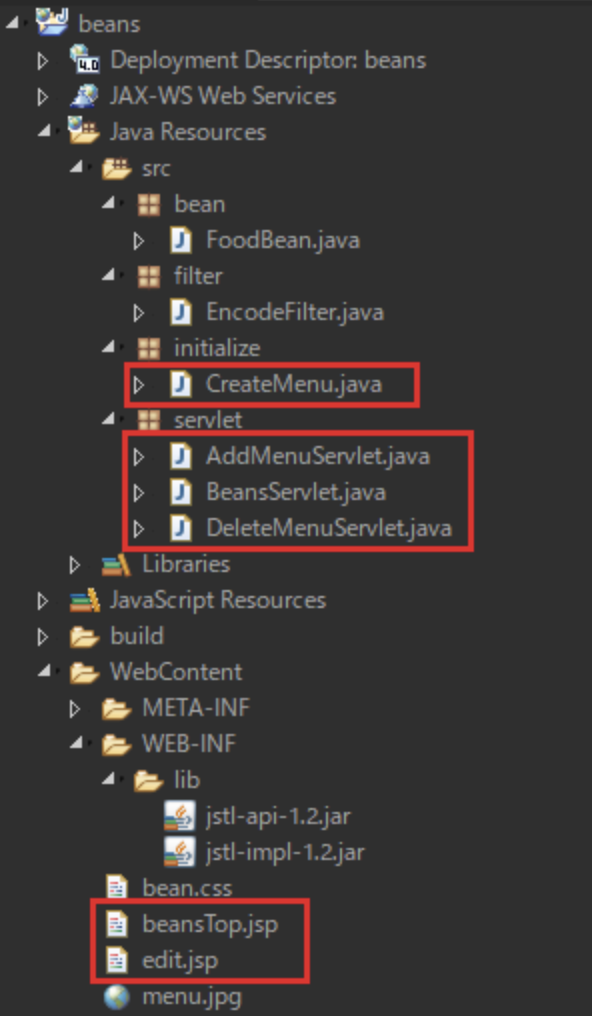 beans
4.0
Deployment Descriptor: beans
JAX-WS Web Services
Java Resources
src
bean
FoodBean.java
filter
EncodeFilter.java
initialize
CreateMenu.java
servlet
AddMenuServlet.java
BeansServlet.java
DeleteMenuServlet.java
Libraries
JavaScript Resources
build
WebContent
META-INF
WEB-INF
lib
jstl-api-1.2.jar
jstl-impl-1.2.jar
bean.css
beansTop.jsp
edit.jsp
menu.jpg